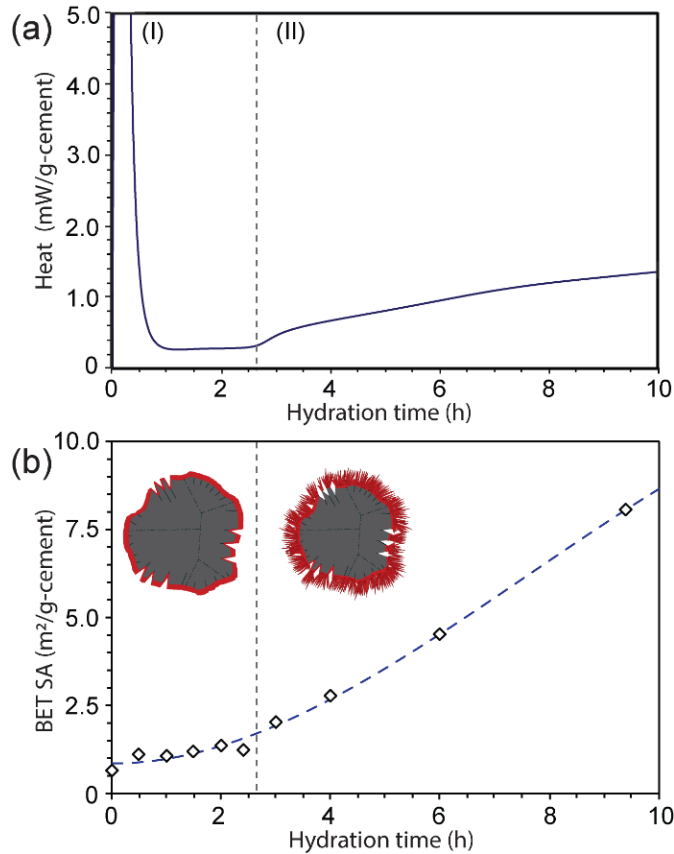 (a)
(I)
(II)
5.0
4.0
3.0
2.0
1.0
0
Heat (mW/g-cement)
0 2 4 6 8 10
Hydration time (h)
(b)
10.0
7.5
5.0
2.5
0
BET SA (m²/g-cement)
0 2 4 6 8 10
Hydration time (h)